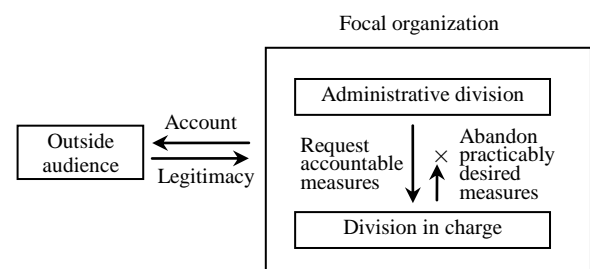 Focal organization
Administrative division
Account
Outside
audience
Legitimacy
Request
accountable
measures
×
Abandon
practicably
desired
measures
Division in charge